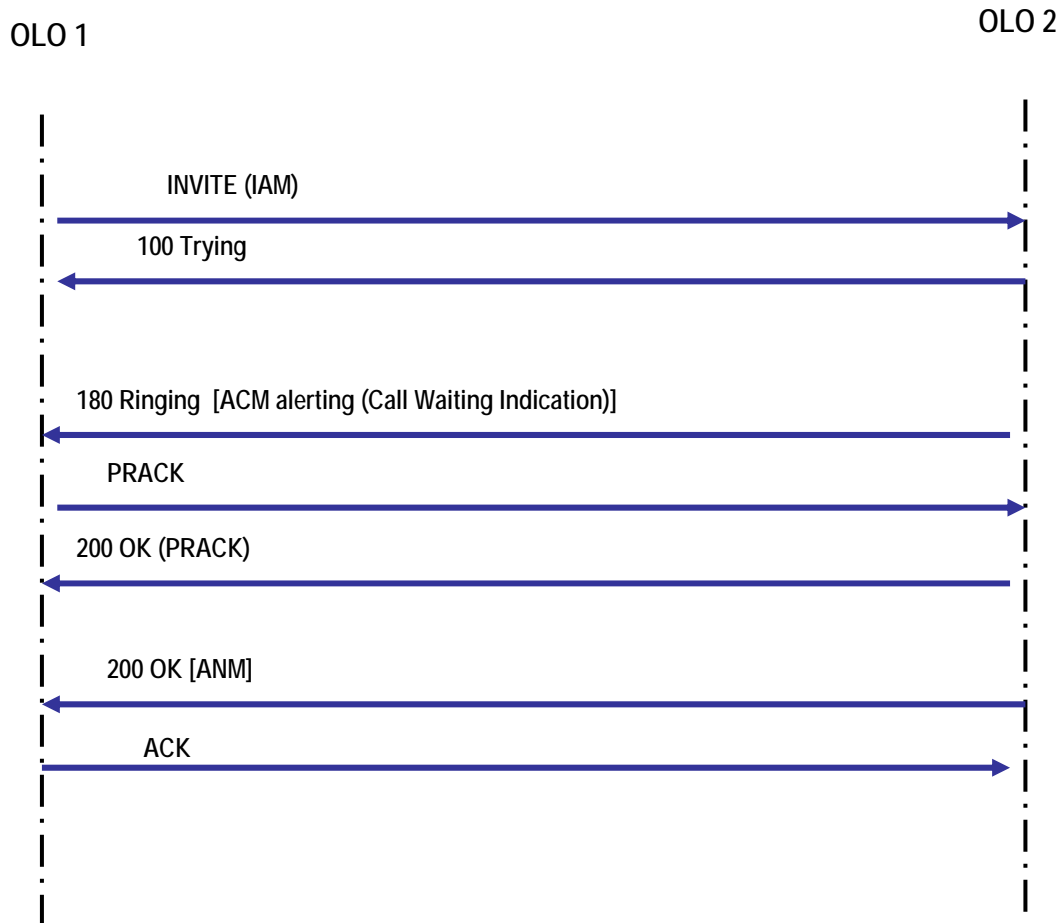 OLO 1
OLO 2
INVITE (IAM)
100 Trying
180 Ringing [ACM alerting (Call Waiting Indication)]
PRACK
200 OK (PRACK)
200 OK [ANM]
ACK